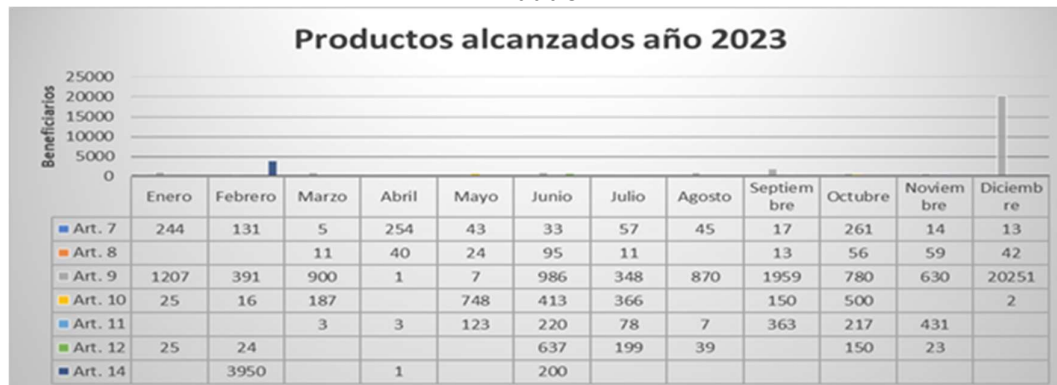 Productos alcanzados año 2023
Beneficiarios
25000
20000
15000
10000
5000
0
Enero Febrero Marzo Abril Mayo Junio Julio Agosto Septiem bre Octubre Noviem bre Diciemb re
Art. 7 244 131 5 254 43 33 57 45 17 261 14 13
Art. 8 11 40 24 95 11 13 56 59 42
Art. 9 1207 391 900 1 7 986 348 870 1959 780 630 20251
Art. 10 25 16 187 748 413 366 150 500 2
Art. 11 3 3 123 220 78 7 363 217 431
Art. 12 25 24 637 199 39 150 23
Art. 14 3950 1 200